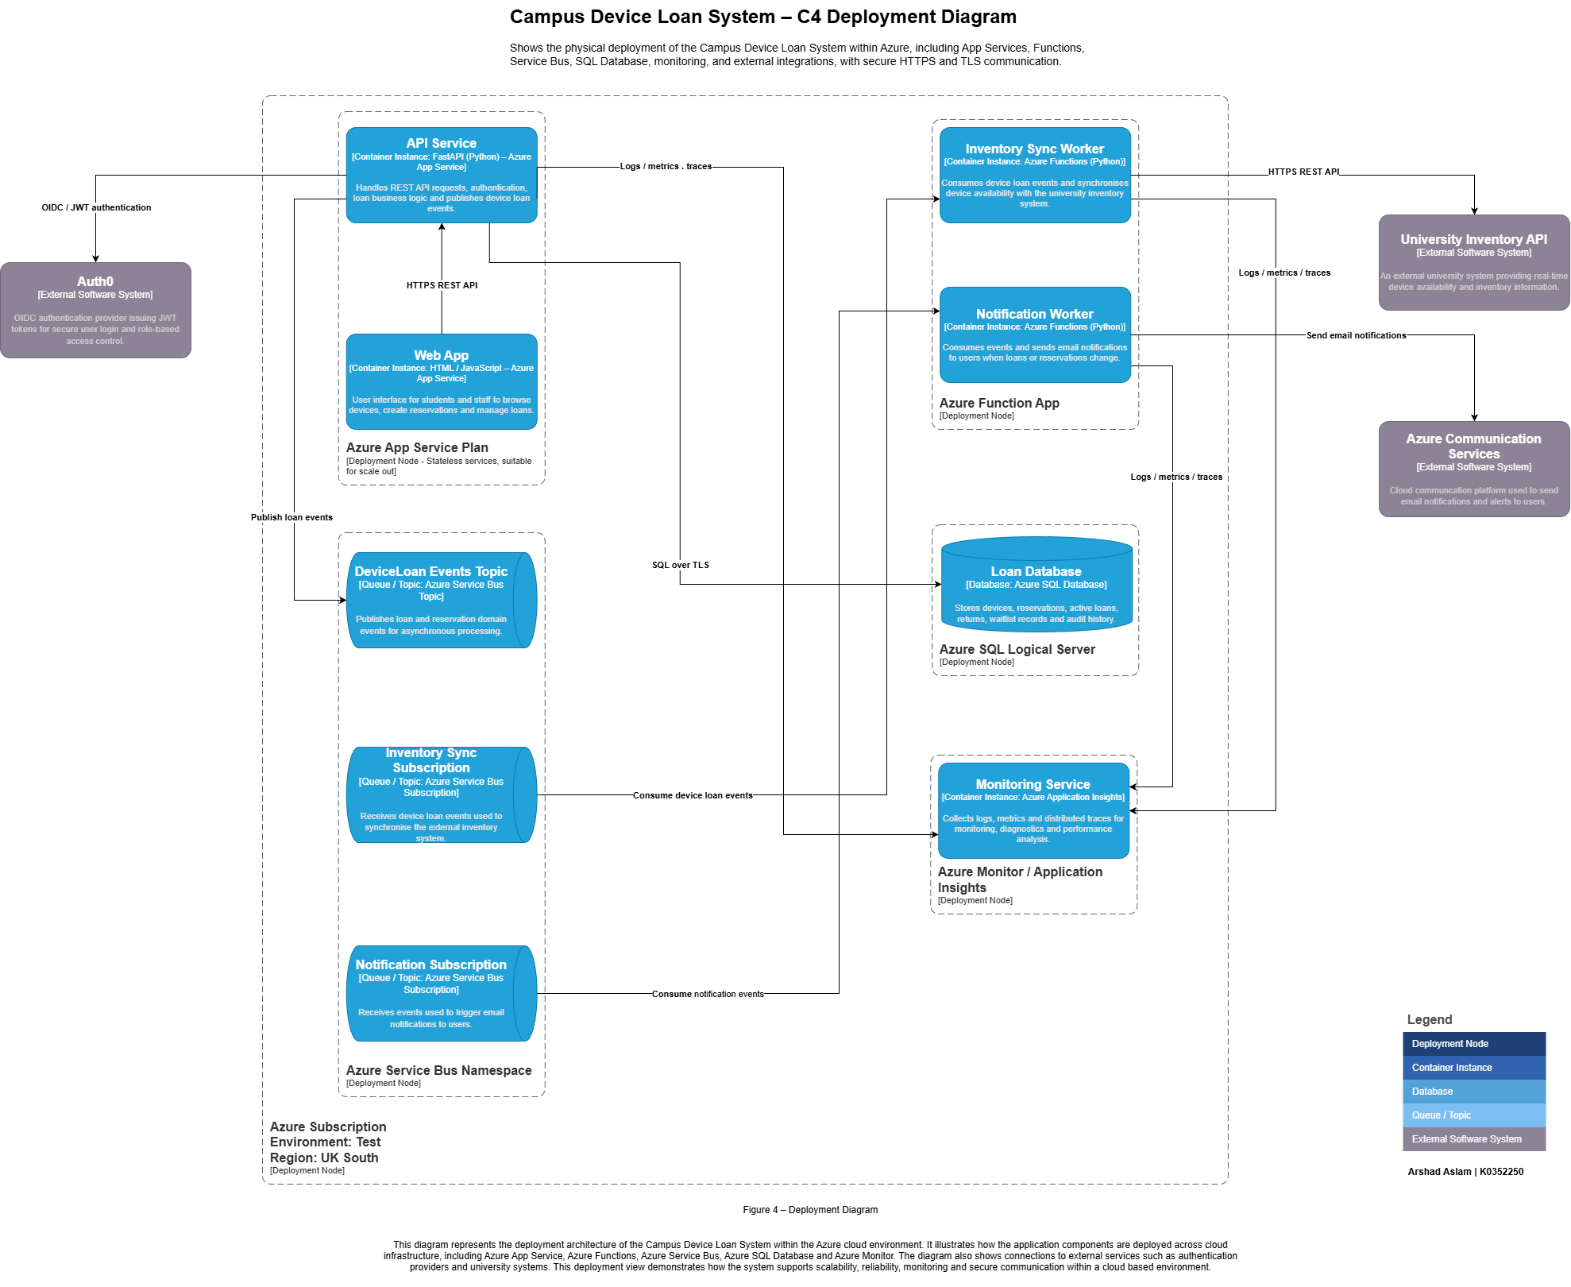 Campus Device Loan System – C4 Deployment Diagram
Shows the physical deployment of the Campus Device Loan System within Azure, including App Services, Functions,
Service Bus, SQL Database, monitoring, and external integrations, with secure HTTPS and TLS communication.
API Service
[Container Instance: FastAPI (Python) – Azure
App Service]
Handles REST API requests, authentication,
loan business logic and publishes device loan
events.
Logs / metrics . traces
OIDC / JWT authentication
Auth0
[External Software System]
OIDC authentication provider issuing JWT
tokens for secure user login and role-based
access control.
HTTPS REST API
Web App
[Container Instance: HTML / JavaScript – Azure
App Service]
User interface for students and staff to browse
devices, create reservations and manage loans.
Azure App Service Plan
[Deployment Node - Stateless services, suitable
for scale out]
Inventory Sync Worker
[Container Instance: Azure Functions (Python)]
Consumes device loan events and synchronises
device availability with the university inventory
system.
HTTPS REST API
University Inventory API
[External Software System]
An external university system providing real-time
device availability and inventory information.
Logs / metrics / traces
Notification Worker
[Container Instance: Azure Functions (Python)]
Consumes events and sends email notifications
to users when loans or reservations change.
Send email notifications
Azure Function App
[Deployment Node]
Azure Communication
Services
[External Software System]
Cloud communcation platform used to send
email notifications and alerts to users.
Logs / metrics / traces
Publish loan events
DeviceLoan Events Topic
[Queue / Topic: Azure Service Bus
Topic]
Publishes loan and reservation domain
events for asynchronous processing.
SQL over TLS
Loan Database
[Database: Azure SQL Database]
Stores devices, reservations, active loans,
returns, waitlist records and audit history.
Azure SQL Logical Server
[Deployment Node]
Inventory Sync
Subscription
[Queue / Topic: Azure Service Bus
Subscription]
Receives device loan events used to
synchronise the external inventory
system.
Consume device loan events
Monitoring Service
[Container Instance: Azure Application Insights]
Collects logs, metrics and distributed traces for
monitoring, diagnostics and performance
analysis.
Azure Monitor / Application
Insights
[Deployment Node]
Notification Subscription
[Queue / Topic: Azure Service Bus
Subscription]
Receives events used to trigger email
notifications to users.
Consume notification events
Azure Service Bus Namespace
[Deployment Node]
Azure Subscription
Environment: Test
Region: UK South
[Deployment Node]
Legend
Deployment Node
Container Instance
Database
Queue / Topic
External Software System
Arshad Aslam | K0352250
Figure 4 – Deployment Diagram
This diagram represents the deployment architecture of the Campus Device Loan System within the Azure cloud environment. It illustrates how the application components are deployed across cloud
infrastructure, including Azure App Service, Azure Functions, Azure Service Bus, Azure SQL Database and Azure Monitor. The diagram also shows connections to external services such as authentication
providers and university systems. This deployment view demonstrates how the system supports scalability, reliability, monitoring and secure communication within a cloud based environment.